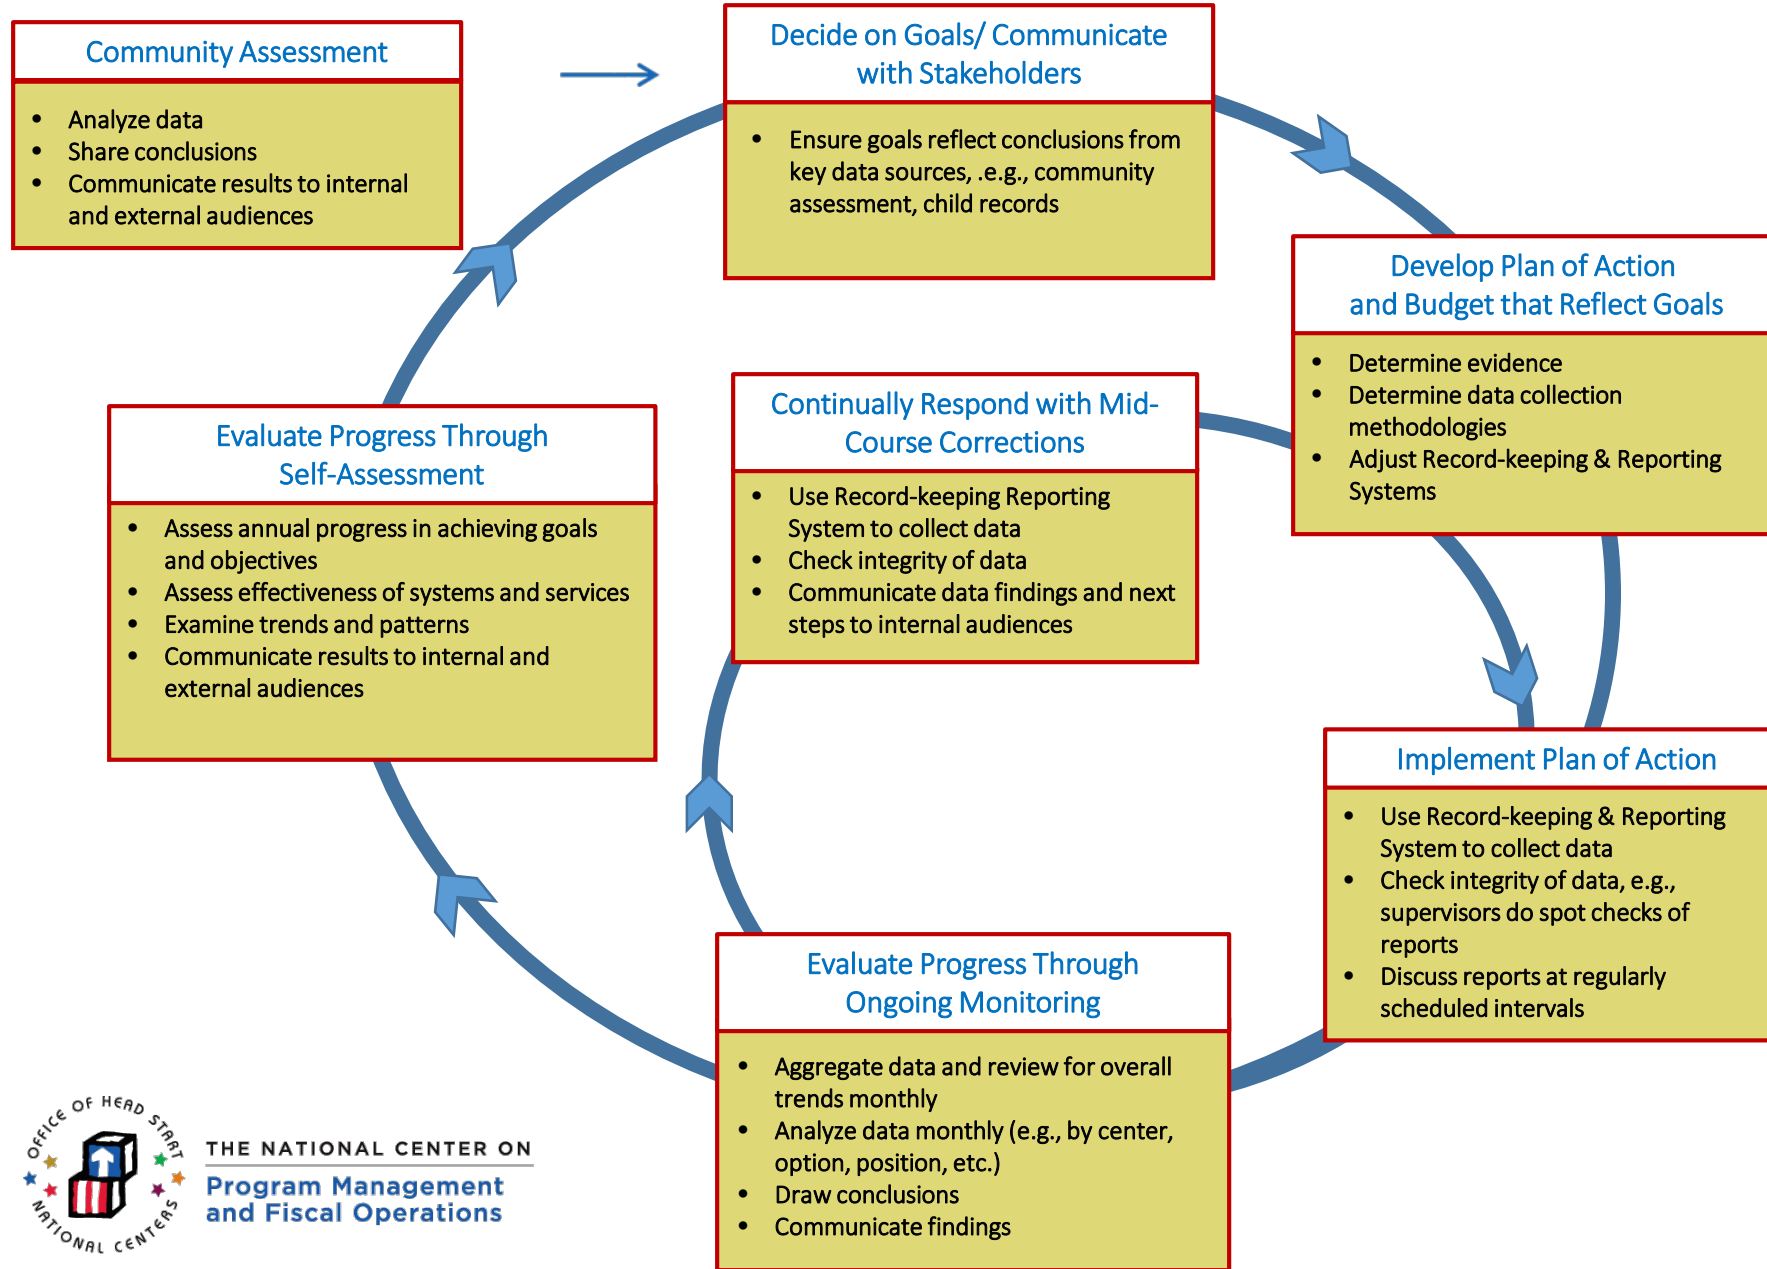 Community Assessment
• Analyze data
• Share conclusions
• Communicate results to internal
and external audiences
Decide on Goals/ Communicate
with Stakeholders
• Ensure goals reflect conclusions from
key data sources, .e.g., community
assessment, child records
Develop Plan of Action
and Budget that Reflect Goals
• Determine evidence
• Determine data collection
methodologies
• Adjust Record-keeping & Reporting
Systems
Continually Respond with Mid-
Course Corrections
• Use Record-keeping Reporting
System to collect data
• Check integrity of data
• Communicate data findings and next
steps to internal audiences
Evaluate Progress Through
Self-Assessment
• Assess annual progress in achieving goals
and objectives
• Assess effectiveness of systems and services
• Examine trends and patterns
• Communicate results to internal and
external audiences
Implement Plan of Action
• Use Record-keeping & Reporting
System to collect data
• Check integrity of data, e.g.,
supervisors do spot checks of
reports
• Discuss reports at regularly
scheduled intervals
Evaluate Progress Through
Ongoing Monitoring
• Aggregate data and review for overall
trends monthly
• Analyze data monthly (e.g., by center,
option, position, etc.)
• Draw conclusions
• Communicate findings
OFFICE OF HEAD START
NATIONAL CENTERS
THE NATIONAL CENTER ON
Program Management
and Fiscal Operations